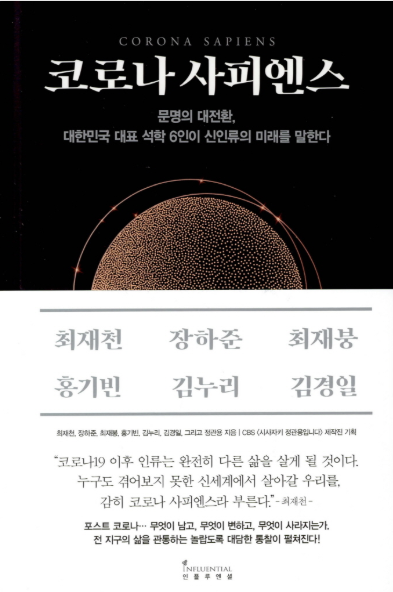 CORONA SAPIENS
코로나 사피엔스
문명의 대전환,
대한민국 대표 석학 6인이 신인류의 미래를 말한다
최재천 장하준 최재붕
홍기빈 김누리 김경일
최재천, 장하준, 최재붕, 홍기빈, 김누리, 김경일, 그리고 정관용 지음 | CBS 〈시사자키 정관용입니다〉 제작진 기획
“코로나19 이후 인류는 완전히 다른 삶을 살게 될 것이다.
누구도 겪어보지 못한 신세계에서 살아갈 우리를,
감히 코로나 사피엔스라 부른다.” -최재천-
포스트 코로나… 무엇이 남고, 무엇이 변하고, 무엇이 사라지는가.
전 지구의 삶을 관통하는 놀랍도록 대담한 통찰이 펼쳐진다!
INFLUENTIAL
인플루엔셜